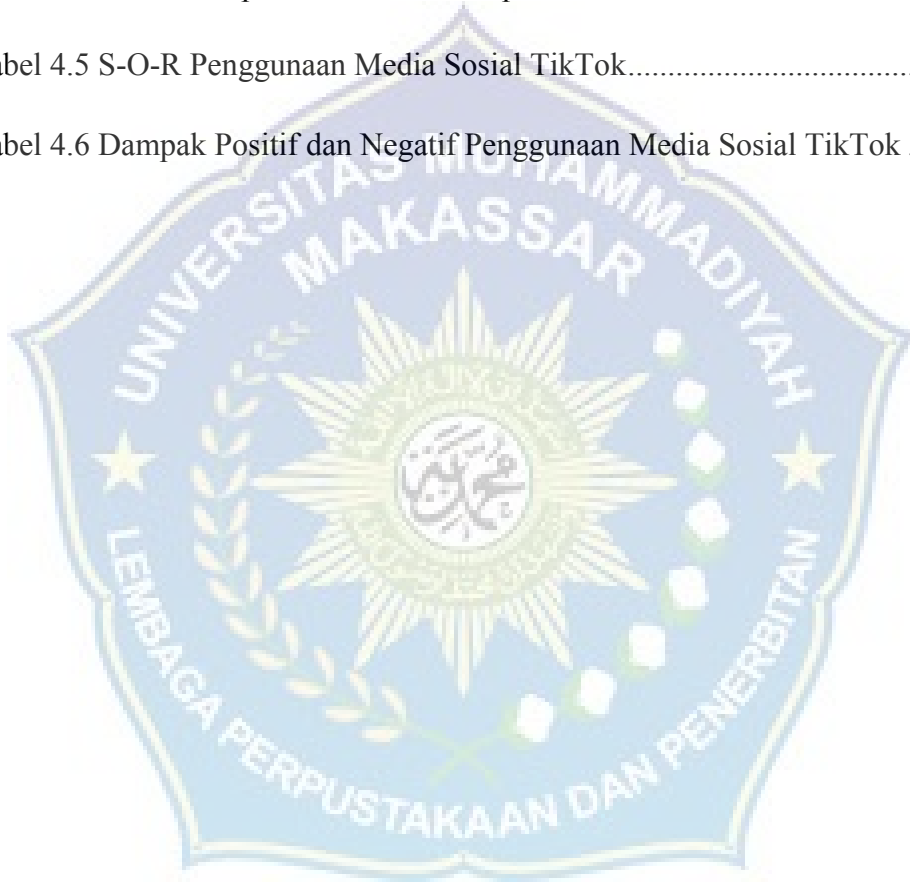 abel 4.5 S-O-R Penggunaan Media Sosial TikTok..................................
abel 4.6 Dampak Positif dan Negatif Penggunaan Media Sosial TikTok .
UNIVERSITAS MUHAMMADIYAH
MAKASSAR
LEMBAGA PERPUSTAKAAN DAN PENERBITAN